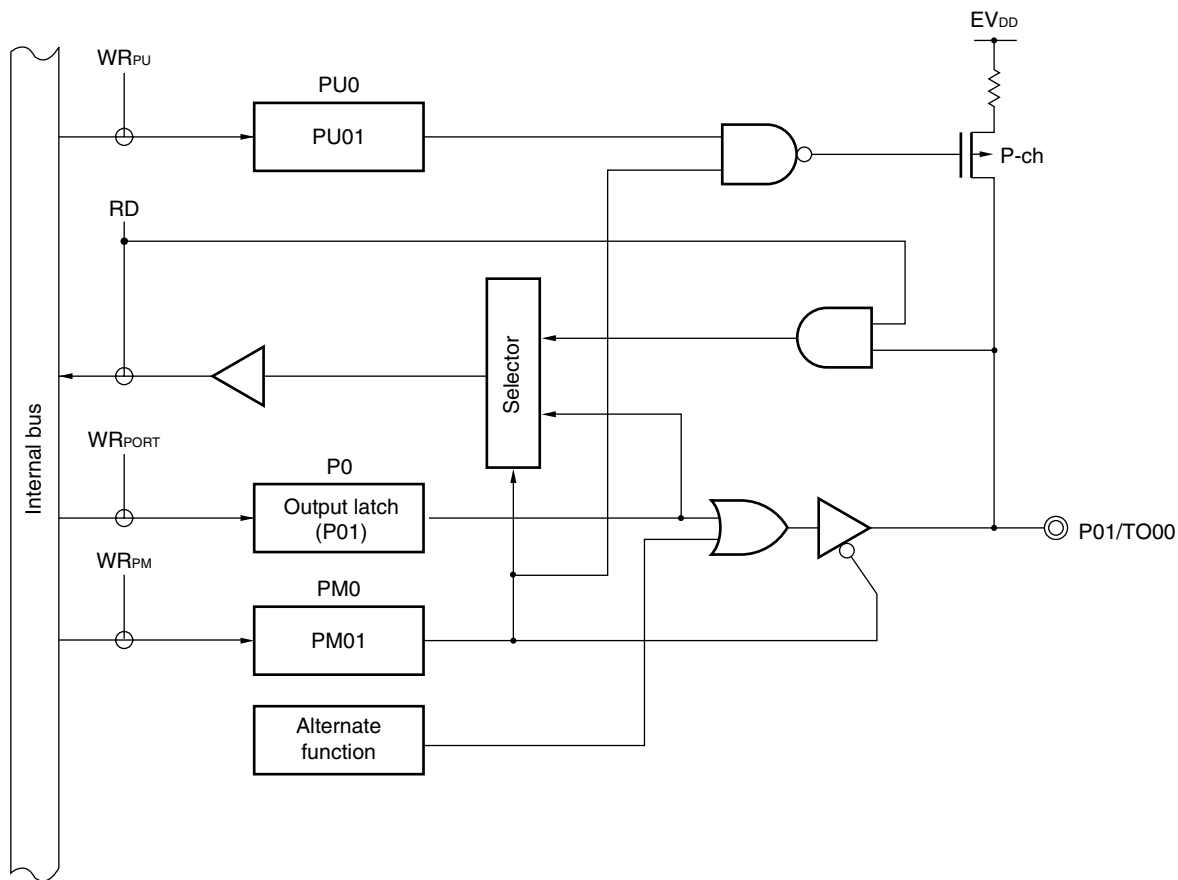 EVDD
WRPU
PU0
PU01
P-ch
RD
Selector
Internal bus
WRPORT
P0
Output latch
(P01)
P01/TO00
WRPM
PM0
PM01
Alternate
function